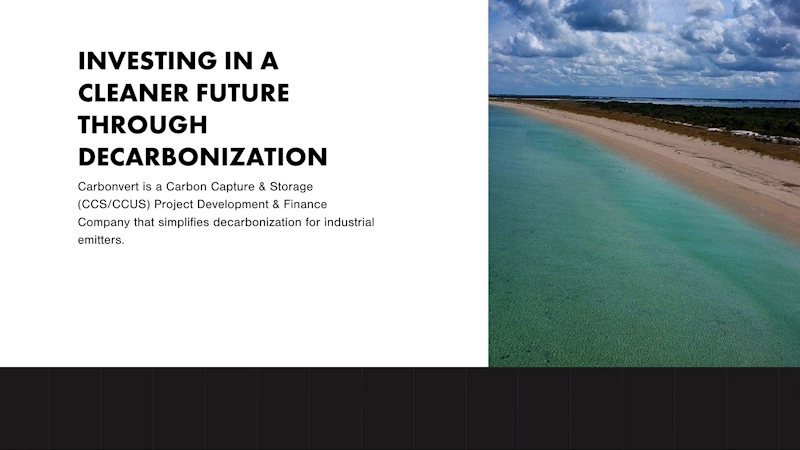 INVESTING IN A
CLEANER FUTURE
THROUGH
DECARBONIZATION
Carbonvert is a Carbon Capture & Storage
(CCS/CCUS) Project Development & Finance
Company that simplifies decarbonization for industrial
emitters.